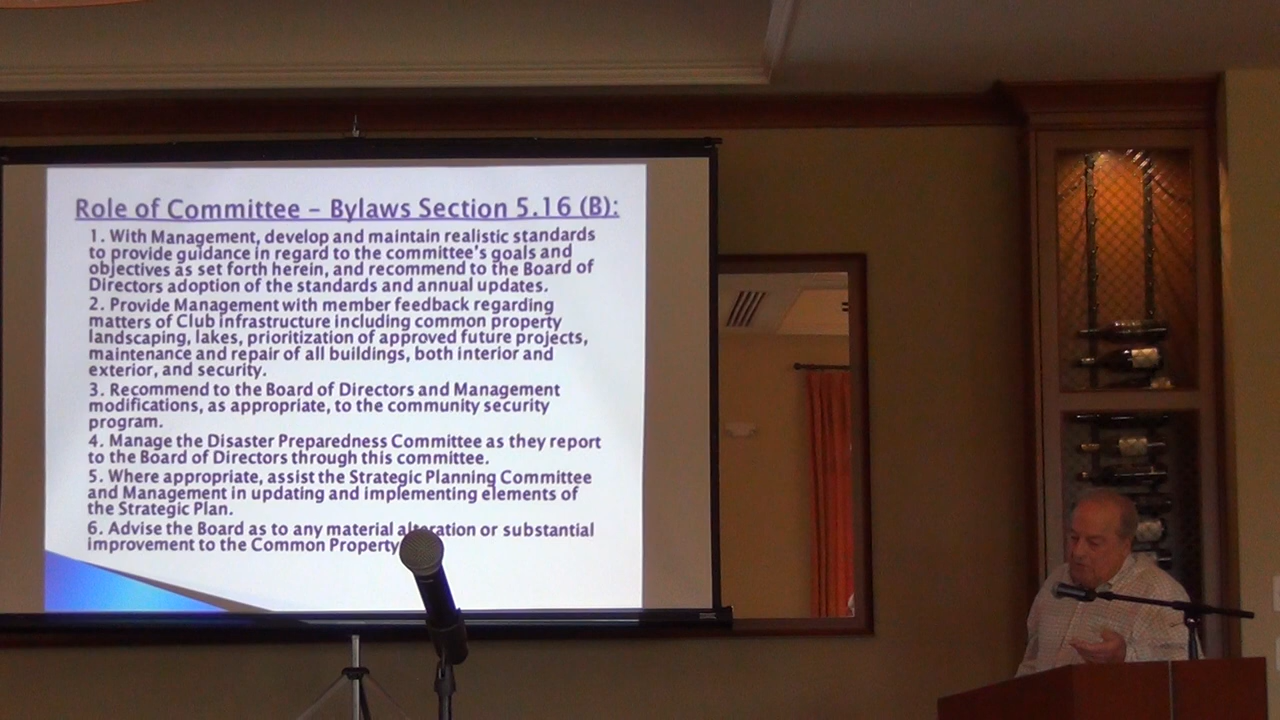 Role of Committee – Bylaws Section 5.16 (B):
1. With Management, develop and maintain realistic standards
to provide guidance in regard to the committee's goals and
objectives as set forth herein, and recommend to the Board of
Directors adoption of the standards and annual updates.
2. Provide Management with member feedback regarding
matters of Club infrastructure including common property
landscaping, lakes, prioritization of approved future projects,
maintenance and repair of all buildings, both interior and
exterior, and security.
3. Recommend to the Board of Directors and Management
modifications, as appropriate, to the community security
program.
4. Manage the Disaster Preparedness Committee as they report
to the Board of Directors through this committee.
5. Where appropriate, assist the Strategic Planning Committee
and Management in updating and implementing elements of
the Strategic Plan.
6. Advise the Board as to any material alteration or substantial
improvement to the Common Property